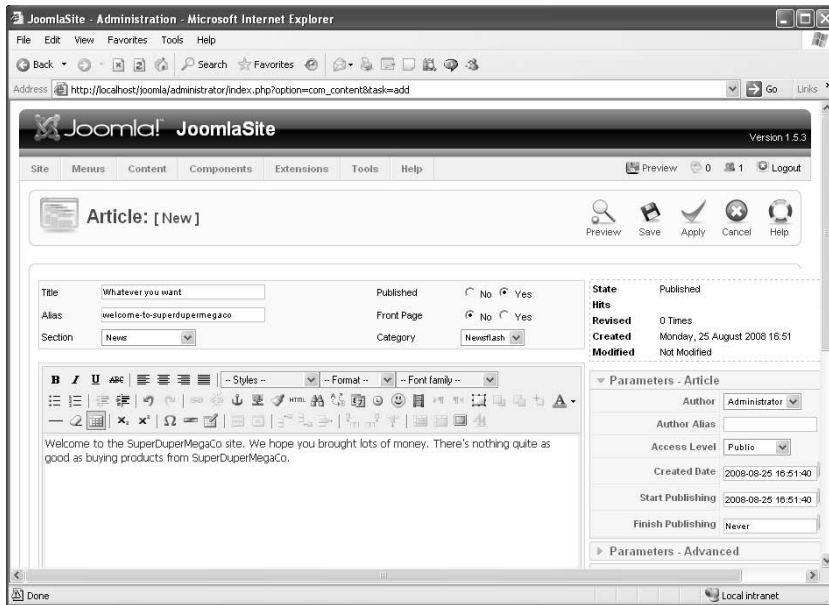 JoomlaSite - Administration - Microsoft Internet Explorer
File Edit View Favorites Tools Help
Back Search Favorites
Address http://localhost/joomla/administrator/index.php?option=com_content&task=add Go Links
Joomla! JoomlaSite
Version 1.5.3
Site Menus Content Components Extensions Tools Help Preview 0 1 Logout
Article: [ New ]
Preview Save Apply Cancel Help
Title Whatever you want Published No Yes
Alias welcome-to-superdupermegaco Front Page No Yes
Section News Category Newsflash
State Published
Hits
Revised 0 Times
Created Monday, 25 August 2008 16:51
Modified Not Modified
B I U ABC -- Styles -- -- Format -- -- Font family --
HTML
A
Welcome to the SuperDuperMegaCo site. We hope you brought lots of money. There's nothing quite as
good as buying products from SuperDuperMegaCo.
Parameters - Article
Author Administrator
Author Alias
Access Level Public
Created Date 2008-08-25 16:51:40
Start Publishing 2008-08-25 16:51:40
Finish Publishing Never
Parameters - Advanced
Done Local intranet